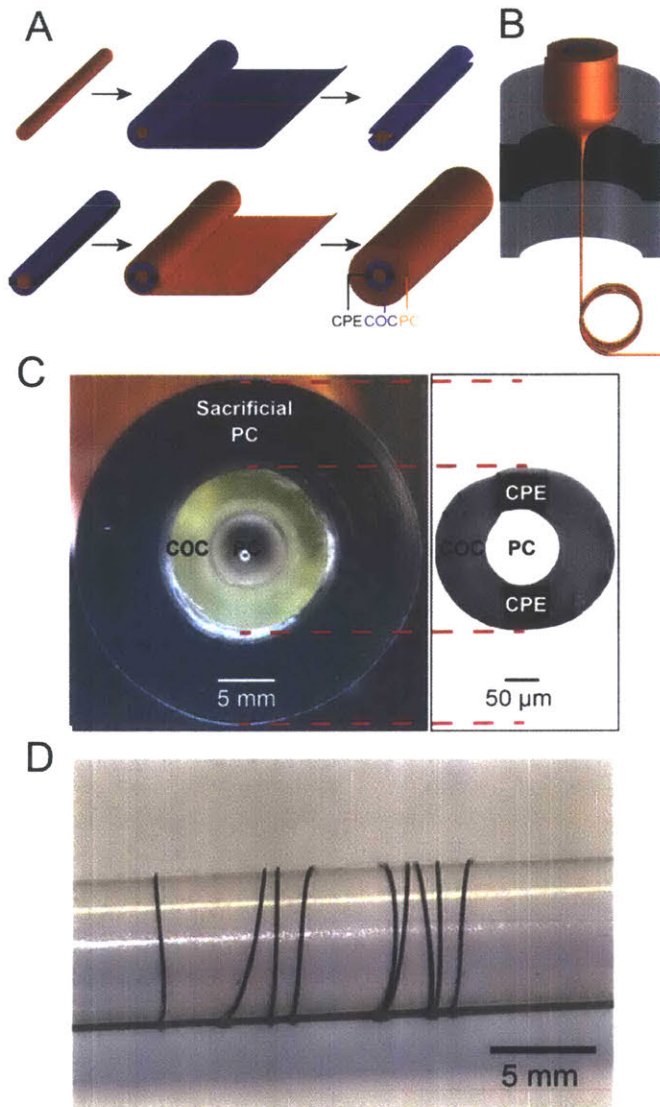 A
B
CPE COC PC
C
Sacrificial
PC
COC PC
5 mm
CPE
COC PC
CPE
50 µm
D
5 mm